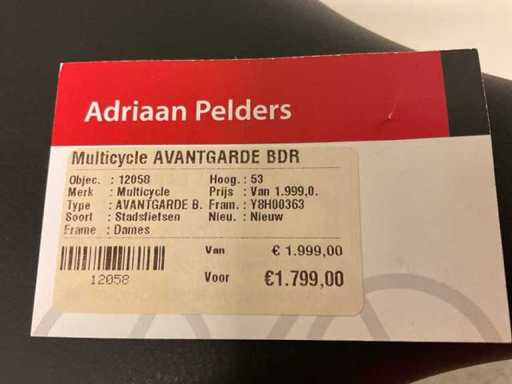 Adriaan Pelders
Multicycle AVANTGARDE BDR
Objec. : 12058 Hoog. : 53
Merk : Multicycle Prijs : Van 1.999,0.
Type : AVANTGARDE B. Fram. : Y8H00363
Soort : Stadsfietsen Nieu. : Nieuw
Frame : Dames
Van € 1.999,00
12058 Voor €1.799,00